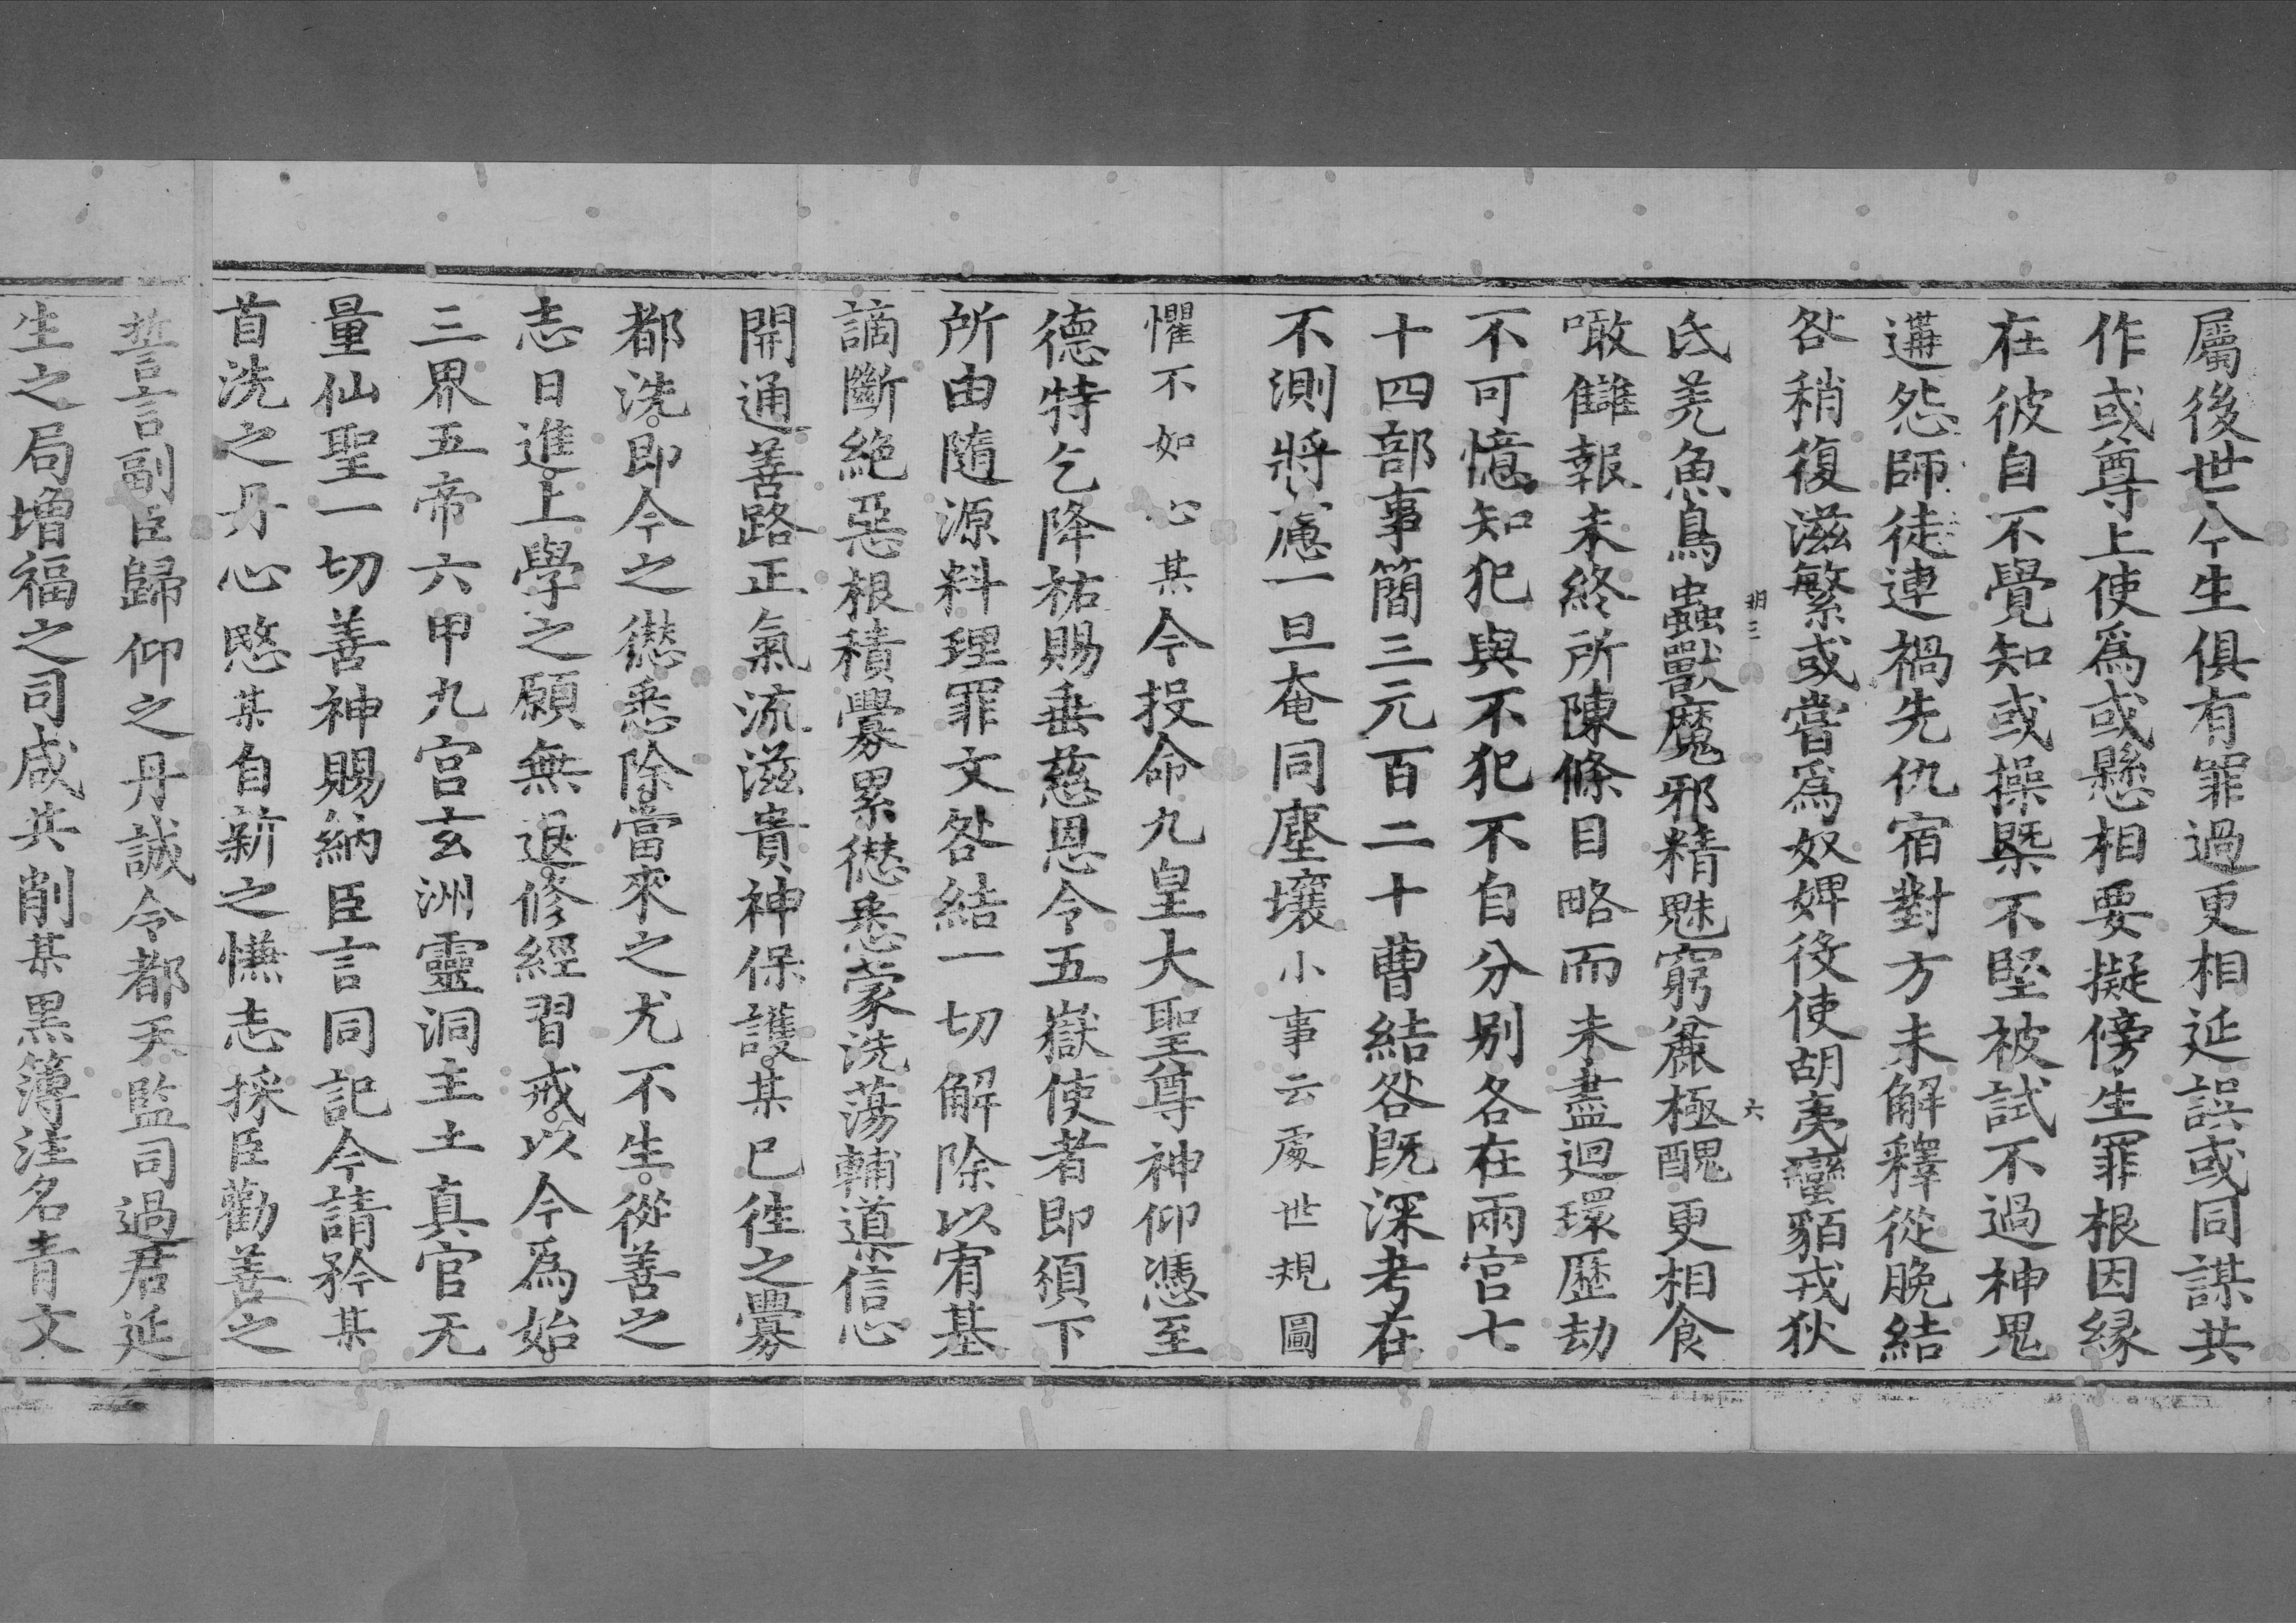 屬後世今生俱有罪過更相延誤或同謀共
作或尊上使爲或懸相要擬傍生罪根因緣
在彼自不覺知或操槩不堅被試不過神鬼
遘怨師徒連禍先仇宿對方未解釋從晚結
咎稍復滋繁或嘗爲奴婢役使胡夷蠻貊戎狄
胡三 六
氐羌魚鳥蟲獸魔邪精魅窮麄極醜更相食
噉讎報未終所陳條目略而未盡迴環歷劫
不可憶知犯與不犯不自分別各在兩宮七
十四部事簡三元百二十曹結咎既深考在
不測將慮一旦奄同塵壤小事云處世規圖
懼不如心某今投命九皇大聖尊神仰憑至
德特乞降祐賜垂慈恩令五嶽使者即須下
所由隨源料理罪文咎結一切解除以宥基
謫斷絕惡根積釁累愆悉蒙洗蕩輔道信心
開通善路正氣流滋貴神保護某已往之釁
都洗即今之愆悉除當來之尤不生從善之
志日進上學之願無退修經習戒以今爲始
三界五帝六甲九宮玄洲靈洞主土真官无
量仙聖一切善神賜納臣言同記今請矜某
首洗之丹心愍某自新之慊志採臣勸善之
誓言副臣歸仰之丹誠令都天監司過君延
生之局增福之司咸共削某黑簿注名青文